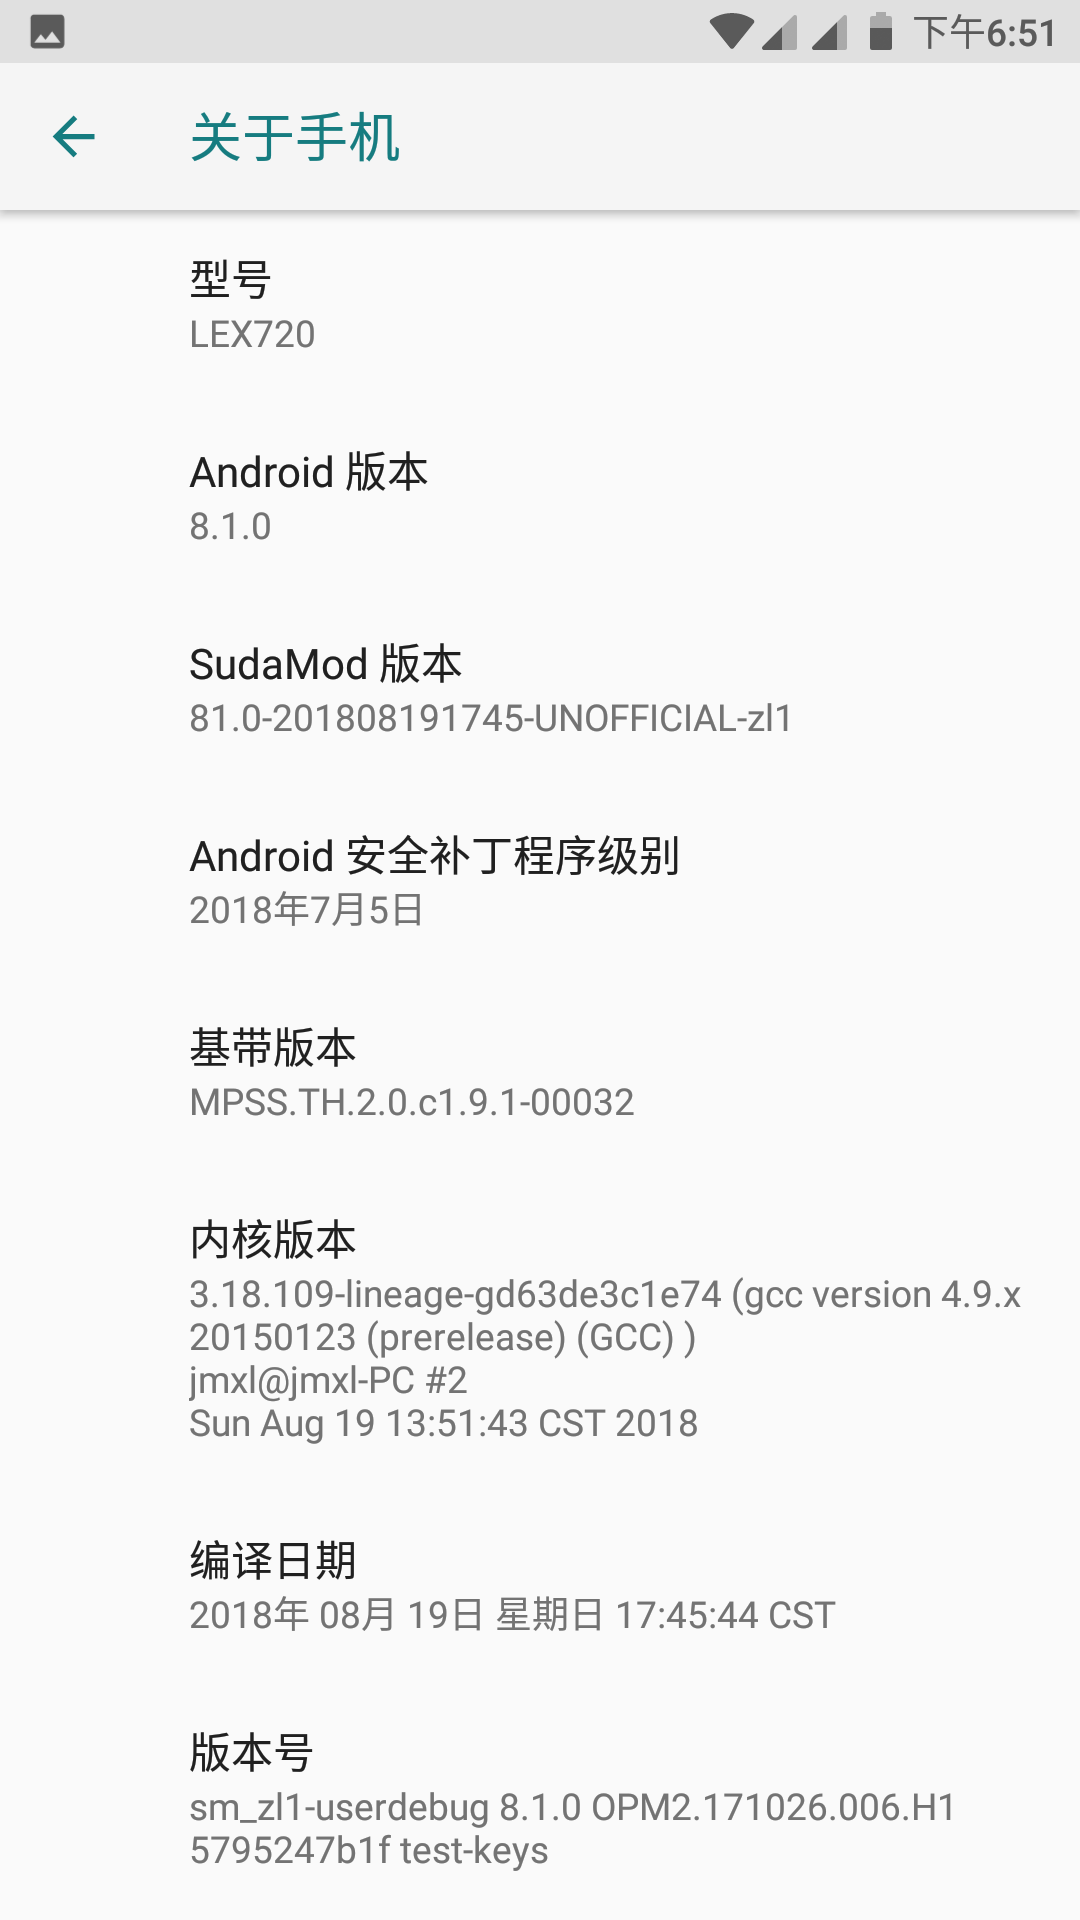 下午6:51
关于手机
型号
LEX720
Android 版本
8.1.0
SudaMod 版本
81.0-201808191745-UNOFFICIAL-zl1
Android 安全补丁程序级别
2018年7月5日
基带版本
MPSS.TH.2.0.c1.9.1-00032
内核版本
3.18.109-lineage-gd63de3c1e74 (gcc version 4.9.x
20150123 (prerelease) (GCC) )
jmxl@jmxl-PC #2
Sun Aug 19 13:51:43 CST 2018
编译日期
2018年 08月 19日 星期日 17:45:44 CST
版本号
sm_zl1-userdebug 8.1.0 OPM2.171026.006.H1
5795247b1f test-keys